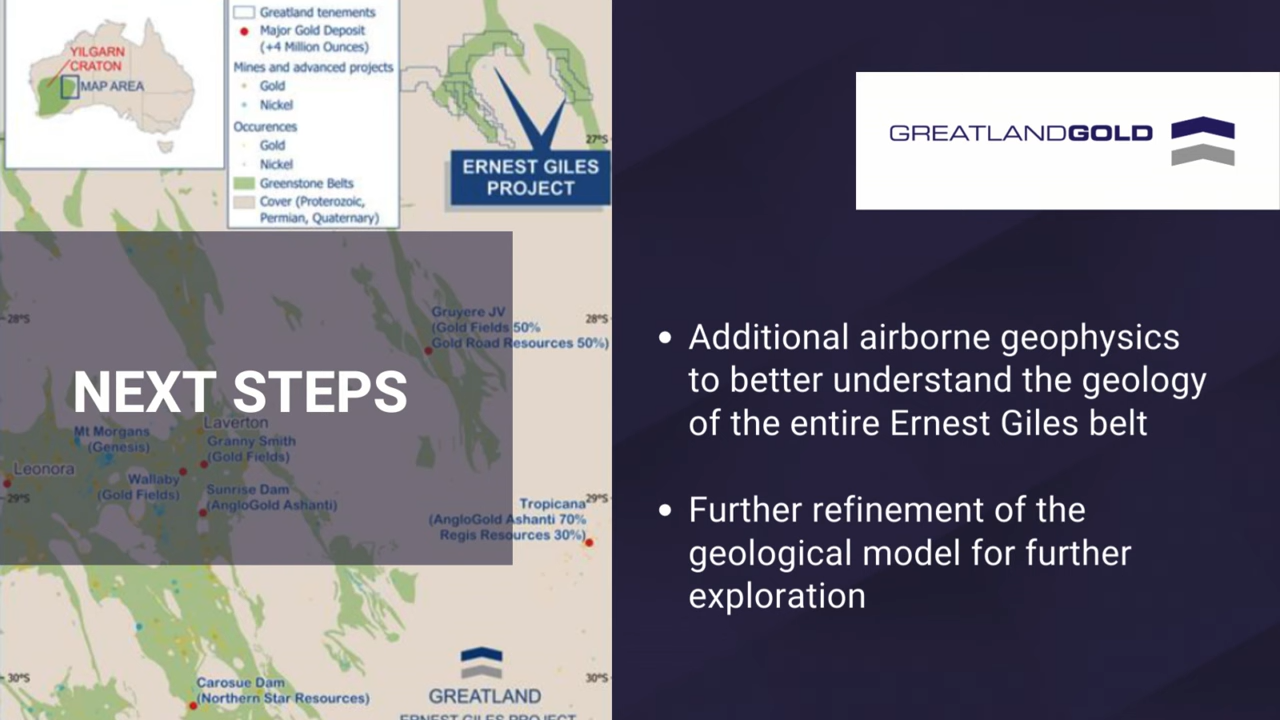 YILGARN
CRATON
MAP AREA
Greatland tenements
Major Gold Deposit
(+4 Million Ounces)
Mines and advanced projects
Gold
Nickel
Occurences
Gold
Nickel
Greenstone Belts
Cover (Proterozoic,
Permian, Quaternary)
27°S
ERNEST GILES
PROJECT
28°S
28°S
Gruyere JV
(Gold Fields 50%
Gold Road Resources 50%)
NEXT STEPS
Laverton
Mt Morgans
(Genesis)
Granny Smith
(Gold Fields)
Leonora
Wallaby
(Gold Fields)
Sunrise Dam
(AngloGold Ashanti)
29°S
29°S
Tropicana
(AngloGold Ashanti 70%
Regis Resources 30%)
30°S
30°S
Carosue Dam
(Northern Star Resources)
GREATLAND
ERNEST GILES PROJECT
GREATLANDGOLD
• Additional airborne geophysics
to better understand the geology
of the entire Ernest Giles belt
• Further refinement of the
geological model for further
exploration